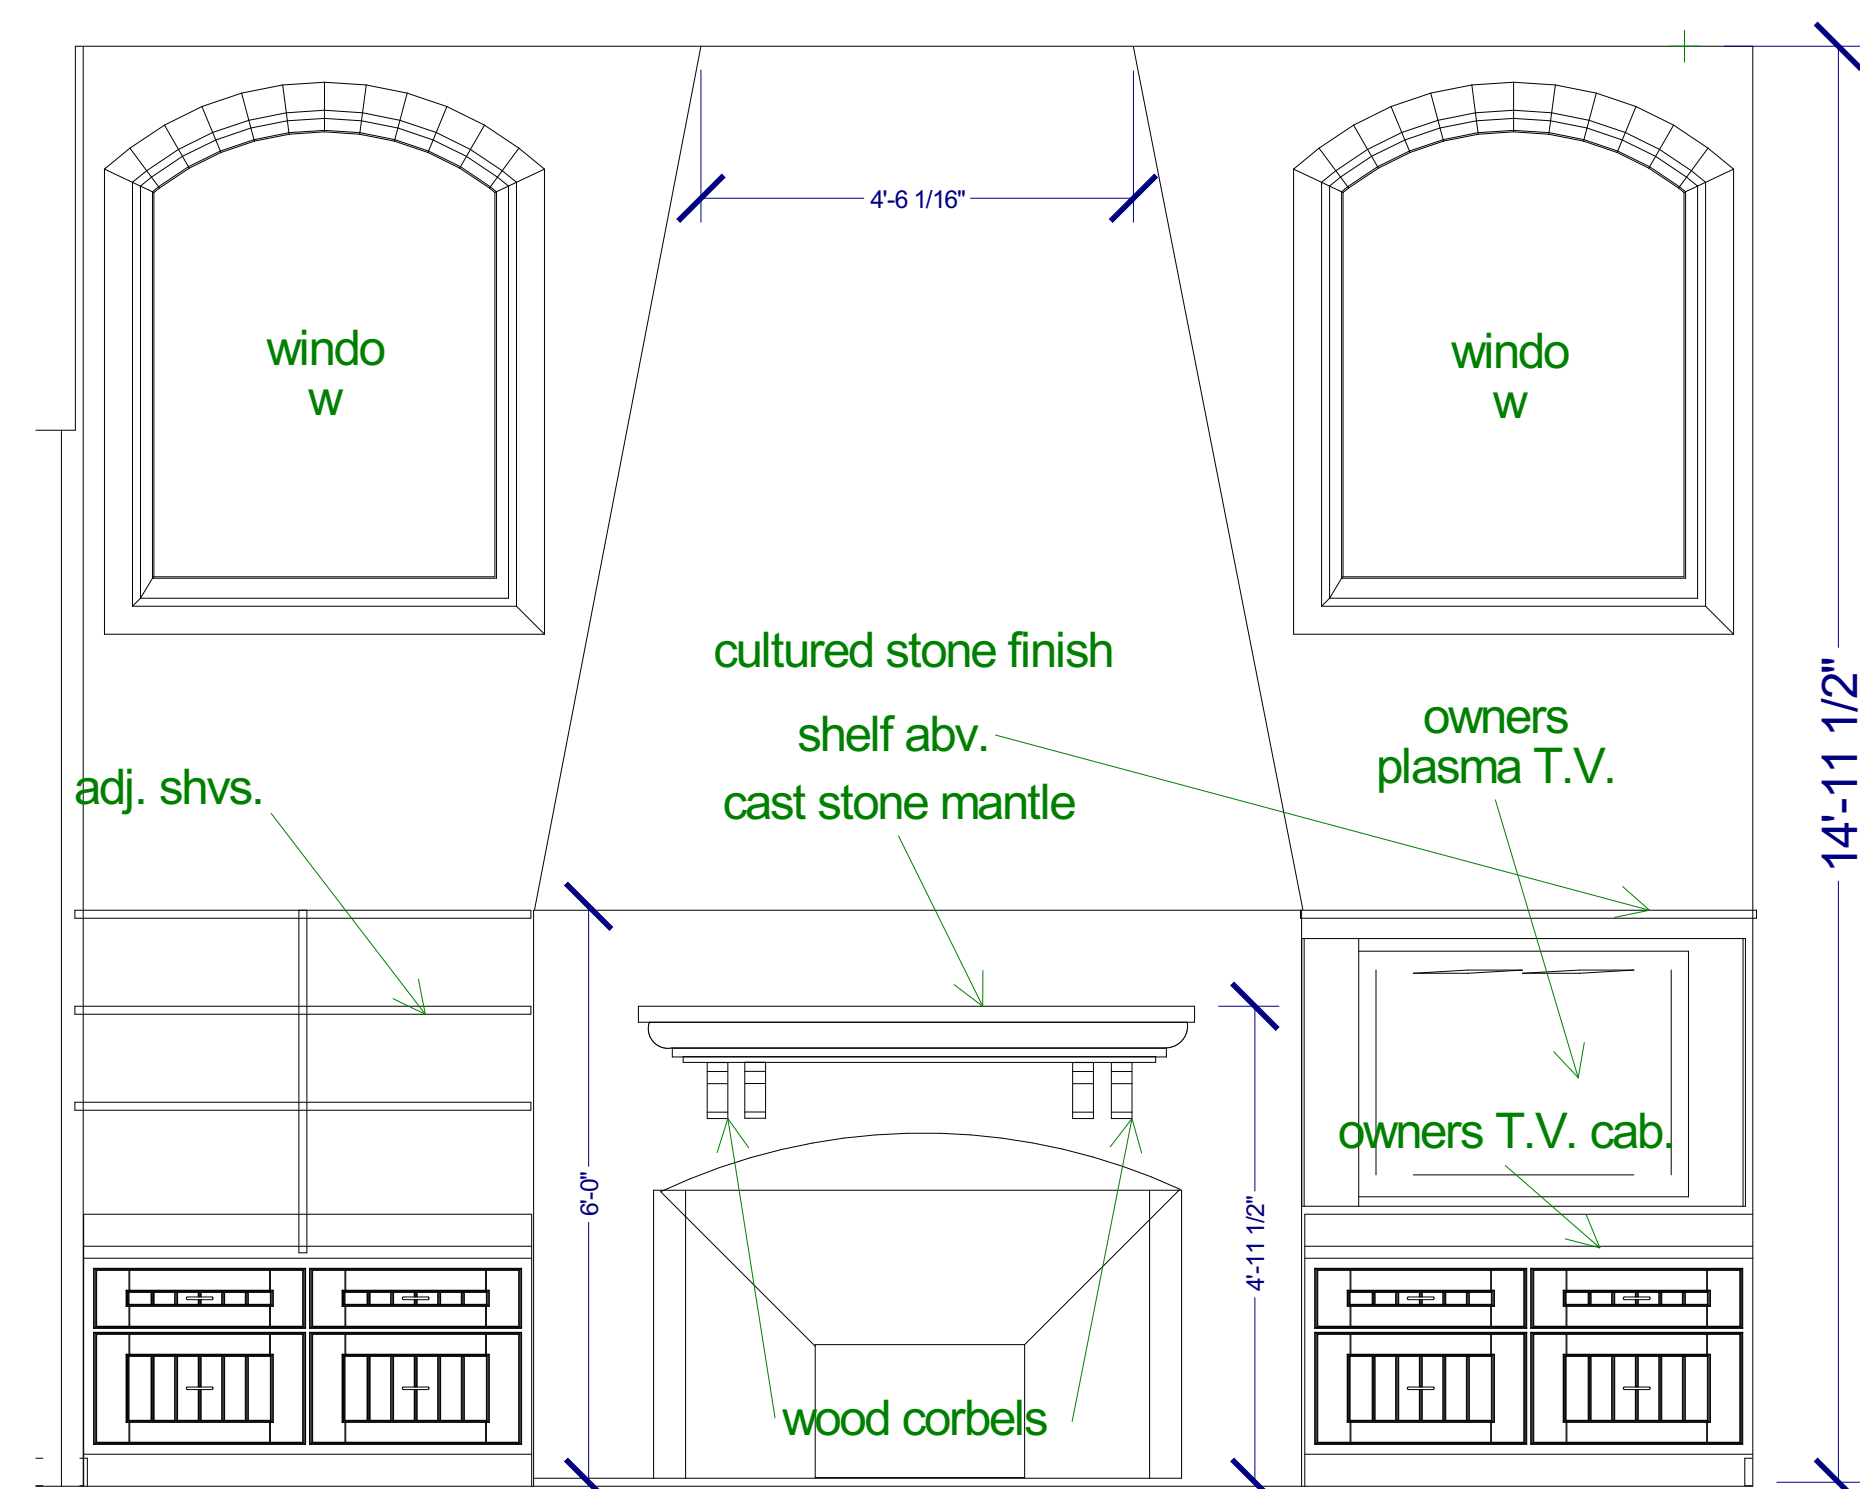 4'-6 1/16"
windo
w
windo
w
cultured stone finish
shelf abv.
cast stone mantle
owners
plasma T.V.
adj. shvs.
14'-11 1/2"
owners T.V. cab.
6'-0"
4'-11 1/2"
wood corbels